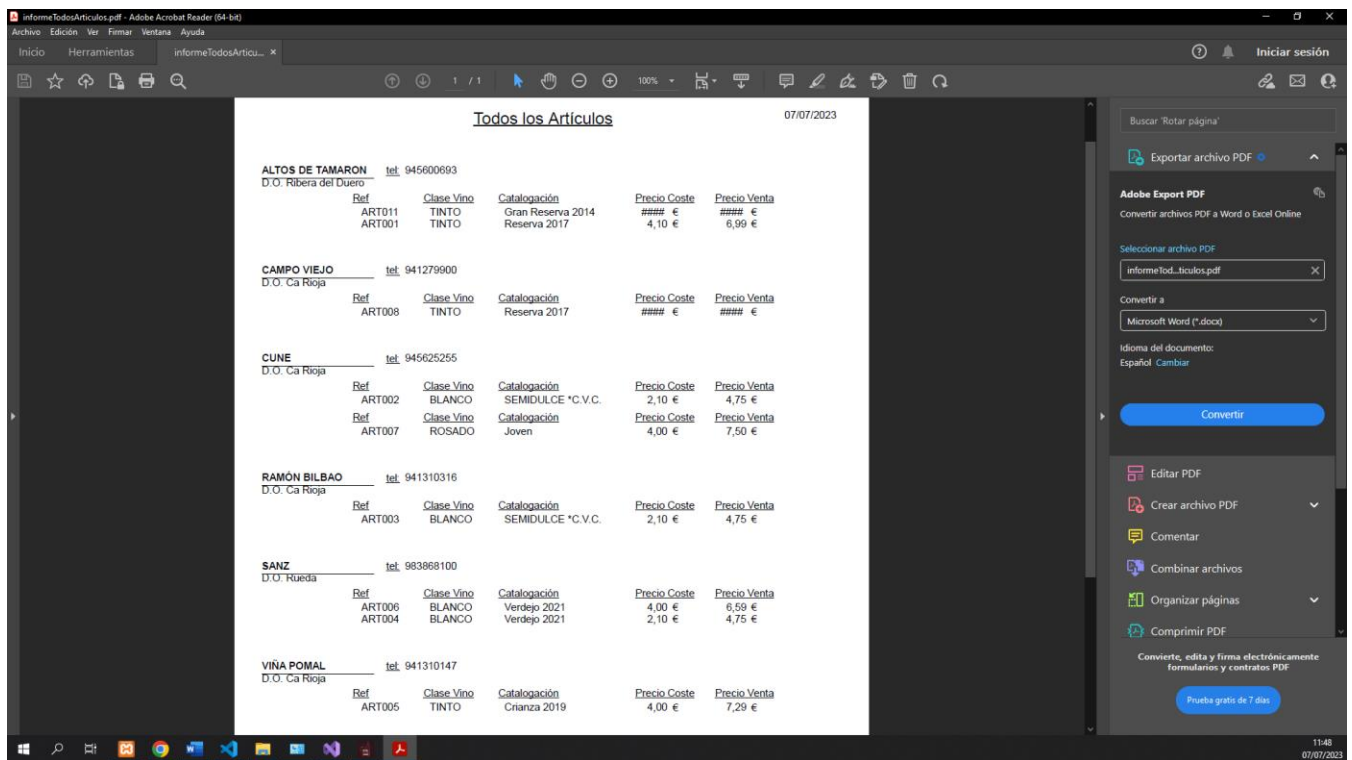 informeTodosArticulos.pdf - Adobe Acrobat Reader (64-bit)
Archivo Edición Ver Firmar Ventana Ayuda
Inicio Herramientas informeTodosArticu... × Iniciar sesión
1 / 1 100%
Todos los Artículos 07/07/2023
ALTOS DE TAMARON tel: 945600693
D.O. Ribera del Duero
Ref Clase Vino Catalogación Precio Coste Precio Venta
ART011 TINTO Gran Reserva 2014 #### € #### €
ART001 TINTO Reserva 2017 4,10 € 6,99 €
CAMPO VIEJO tel: 941279900
D.O. Ca Rioja
Ref Clase Vino Catalogación Precio Coste Precio Venta
ART008 TINTO Reserva 2017 #### € #### €
CUNE tel: 945625255
D.O. Ca Rioja
Ref Clase Vino Catalogación Precio Coste Precio Venta
ART002 BLANCO SEMIDULCE *C.V.C. 2,10 € 4,75 €
Ref Clase Vino Catalogación Precio Coste Precio Venta
ART007 ROSADO Joven 4,00 € 7,50 €
RAMÓN BILBAO tel: 941310316
D.O. Ca Rioja
Ref Clase Vino Catalogación Precio Coste Precio Venta
ART003 BLANCO SEMIDULCE *C.V.C. 2,10 € 4,75 €
SANZ tel: 983868100
D.O. Rueda
Ref Clase Vino Catalogación Precio Coste Precio Venta
ART006 BLANCO Verdejo 2021 4,00 € 6,59 €
ART004 BLANCO Verdejo 2021 2,10 € 4,75 €
VIÑA POMAL tel: 941310147
D.O. Ca Rioja
Ref Clase Vino Catalogación Precio Coste Precio Venta
ART005 TINTO Crianza 2019 4,00 € 7,29 €
Buscar 'Rotar página'
Exportar archivo PDF
Adobe Export PDF
Convertir archivos PDF a Word o Excel Online
Seleccionar archivo PDF
informeTod...ticulos.pdf
Convertir a
Microsoft Word (*.docx)
Idioma del documento:
Español Cambiar
Convertir
Editar PDF
Crear archivo PDF
Comentar
Combinar archivos
Organizar páginas
Comprimir PDF
Convierte, edita y firma electrónicamente
formularios y contratos PDF
Prueba gratis de 7 días
11:48
07/07/2023